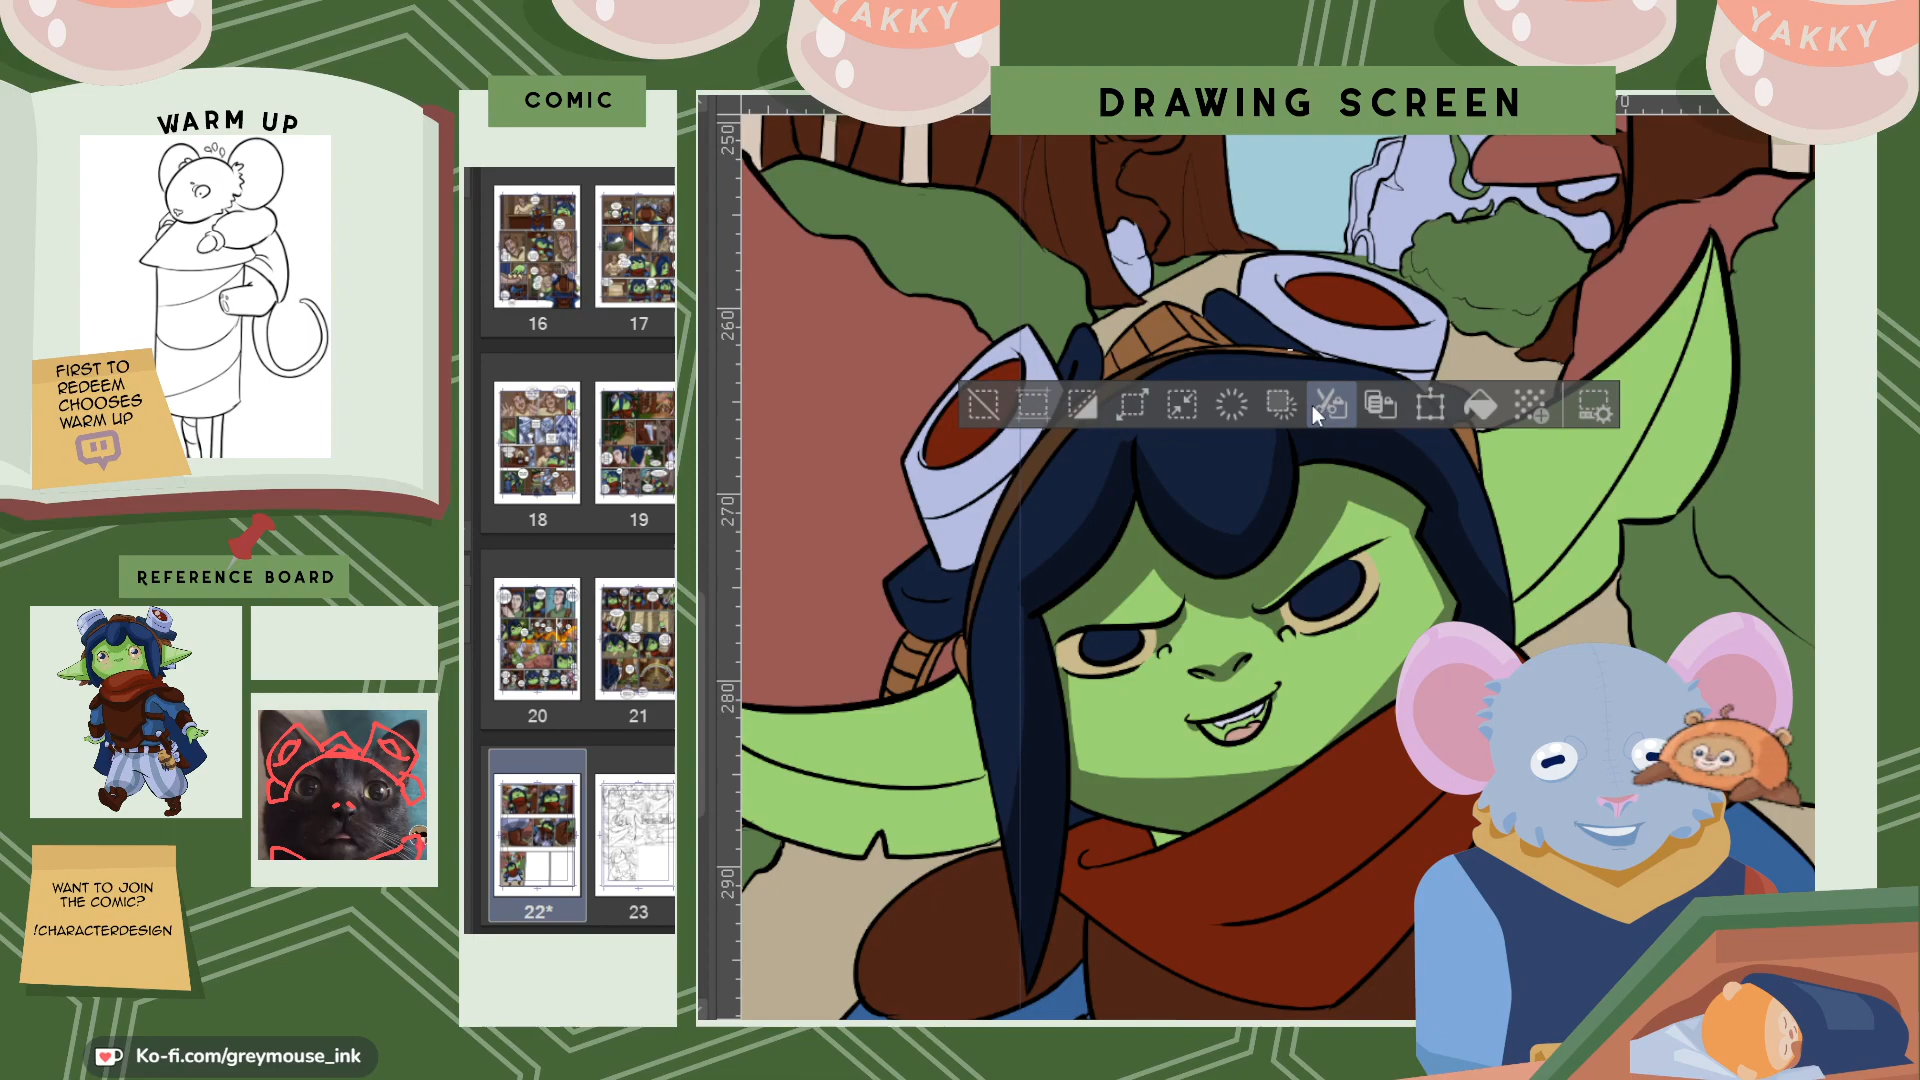 YAKKY
YAKKY
WARM UP
COMIC
DRAWING SCREEN
FIRST TO
REDEEM
CHOOSES
WARM UP
16
17
18
19
20
21
22*
23
250
260
270
280
290
REFERENCE BOARD
WANT TO JOIN
THE COMIC?
!CHARACTERDESIGN
Ko-fi.com/greymouse_ink